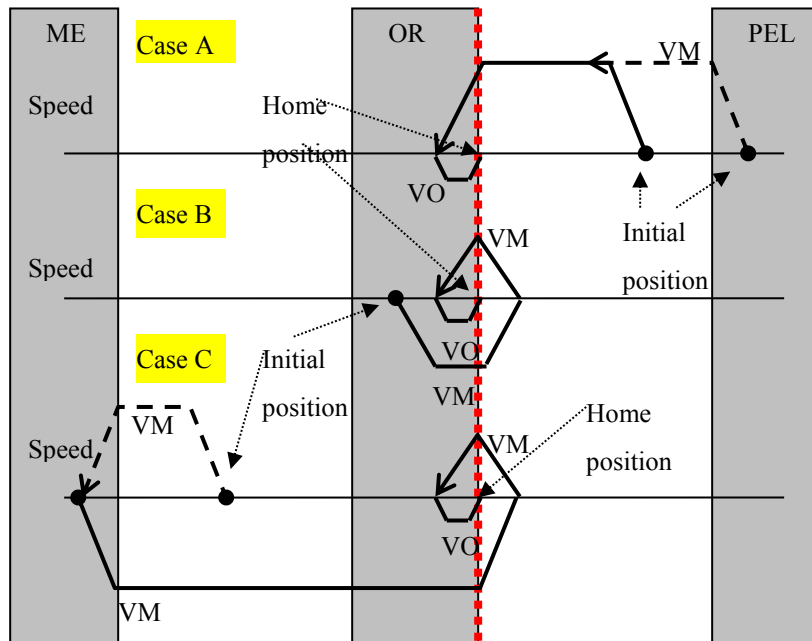 ME
OR
PEL
Case A
VM
Speed
Home
position
VO
Case B
VM
Initial
position
Speed
VO
Case C
Initial
position
VM
VM
VM
Home
position
Speed
VO
VM